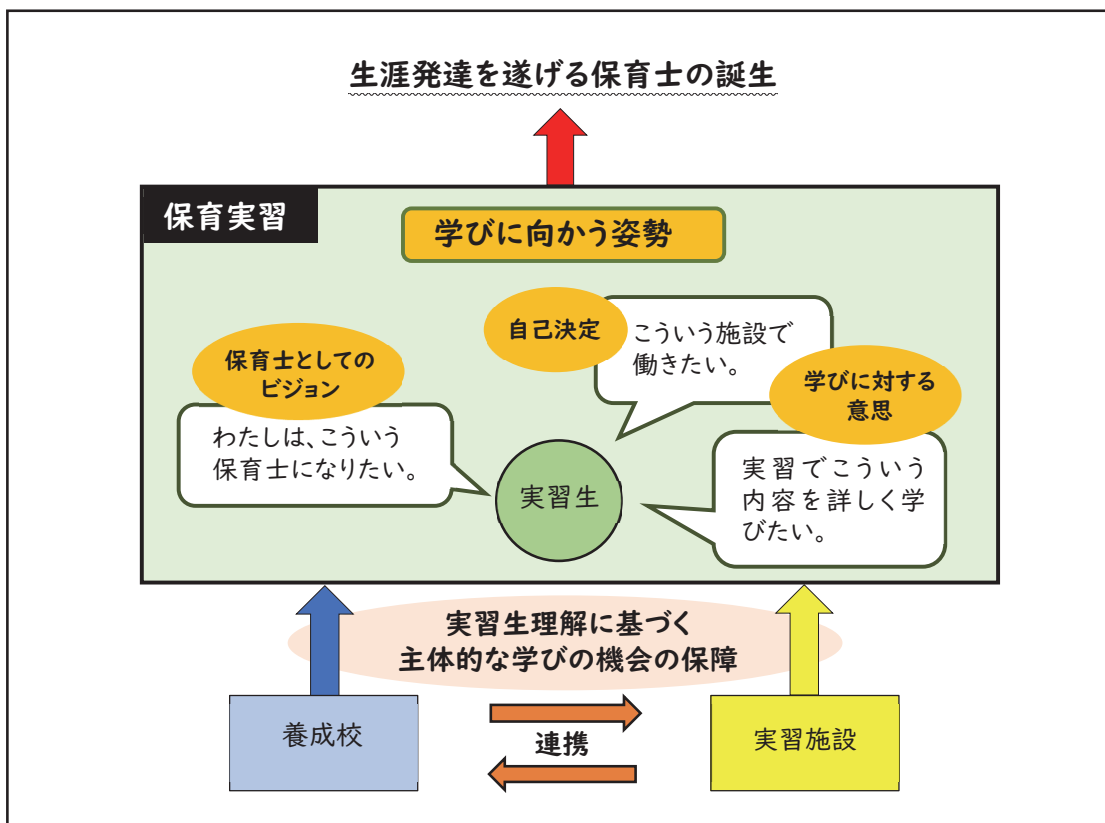 生涯発達を遂げる保育士の誕生
保育実習
学びに向かう姿勢
自己決定
こういう施設で
働きたい。
保育士としての
ビジョン
わたしは、こういう
保育士になりたい。
学びに対する
意思
実習でこういう
内容を詳しく学
びたい。
実習生
実習生理解に基づく
主体的な学びの機会の保障
養成校
連携
実習施設